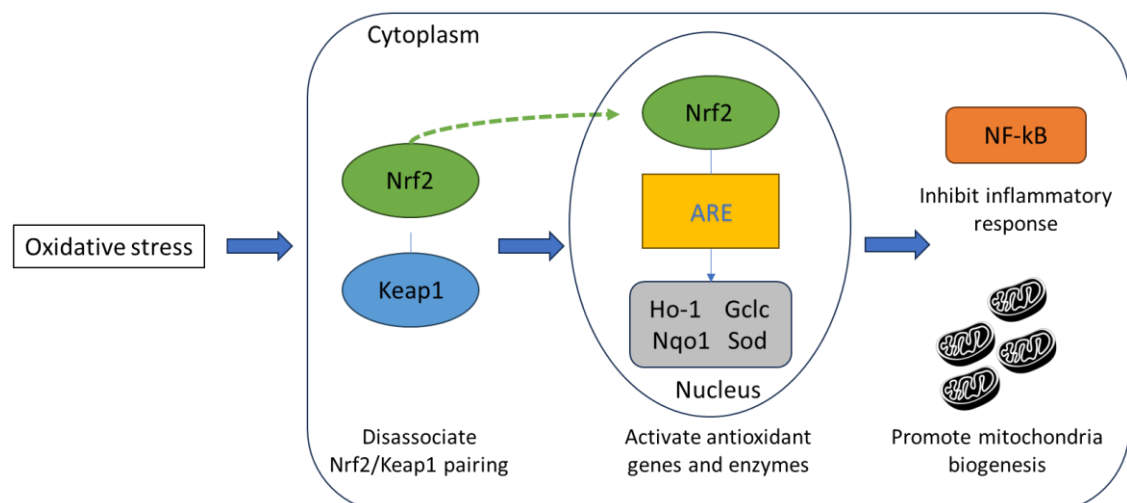 Cytoplasm
Oxidative stress
Nrf2
Keap1
Disassociate
Nrf2/Keap1 pairing
Nrf2
ARE
Ho-1 Gclc
Nqo1 Sod
Nucleus
Activate antioxidant
genes and enzymes
NF-kB
Inhibit inflammatory
response
Promote mitochondria
biogenesis